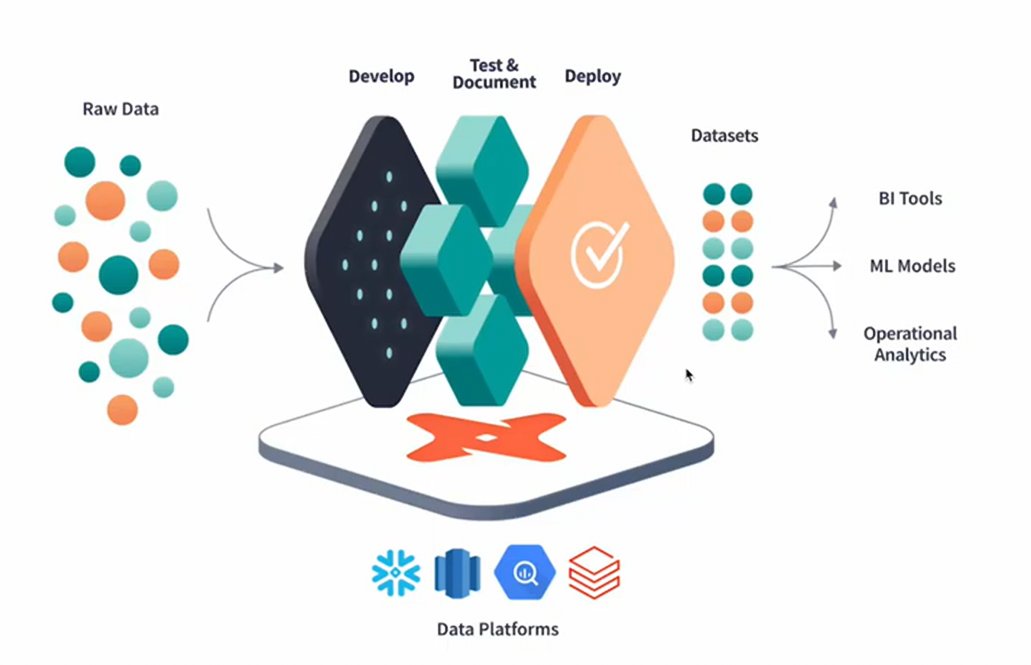 Raw Data
Develop
Test &
Document
Deploy
Datasets
BI Tools
ML Models
Operational
Analytics
Data Platforms